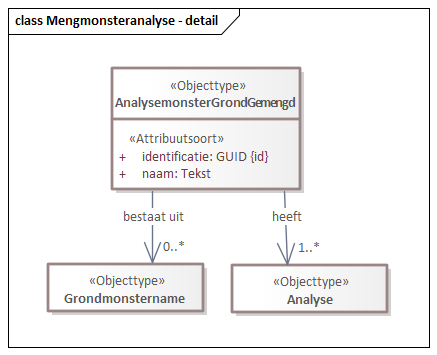 class Mengmonsteranalyse - detail
«Objecttype»
AnalysemonsterGrondGemengd
«Attribuutsoort»
+ identificatie: GUID {id}
+ naam: Tekst
bestaat uit
heeft
0..*
1..*
«Objecttype»
Grondmonstername
«Objecttype»
Analyse